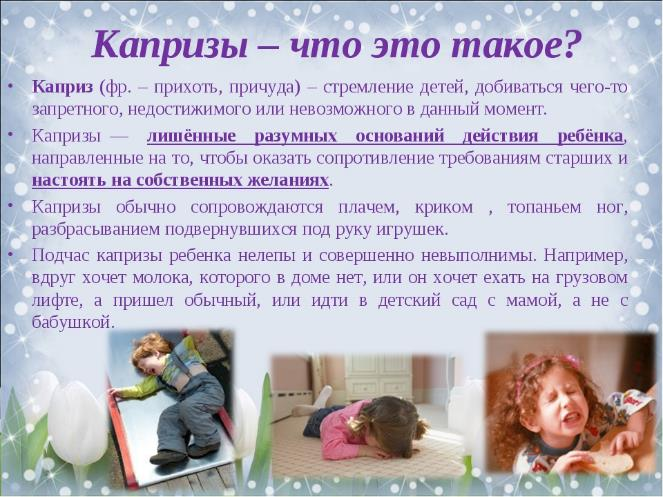 Капризы – что это такое?
• Каприз (фр. – прихоть, причуда) – стремление детей, добиваться чего-то
запретного, недостижимого или невозможного в данный момент.
• Капризы — лишённые разумных оснований действия ребёнка,
направленные на то, чтобы оказать сопротивление требованиям старших и
настоять на собственных желаниях.
• Капризы обычно сопровождаются плачем, криком , топаньем ног,
разбрасыванием подвернувшихся под руку игрушек.
• Подчас капризы ребенка нелепы и совершенно невыполнимы. Например,
вдруг хочет молока, которого в доме нет, или он хочет ехать на грузовом
лифте, а пришел обычный, или идти в детский сад с мамой, а не с
бабушкой.